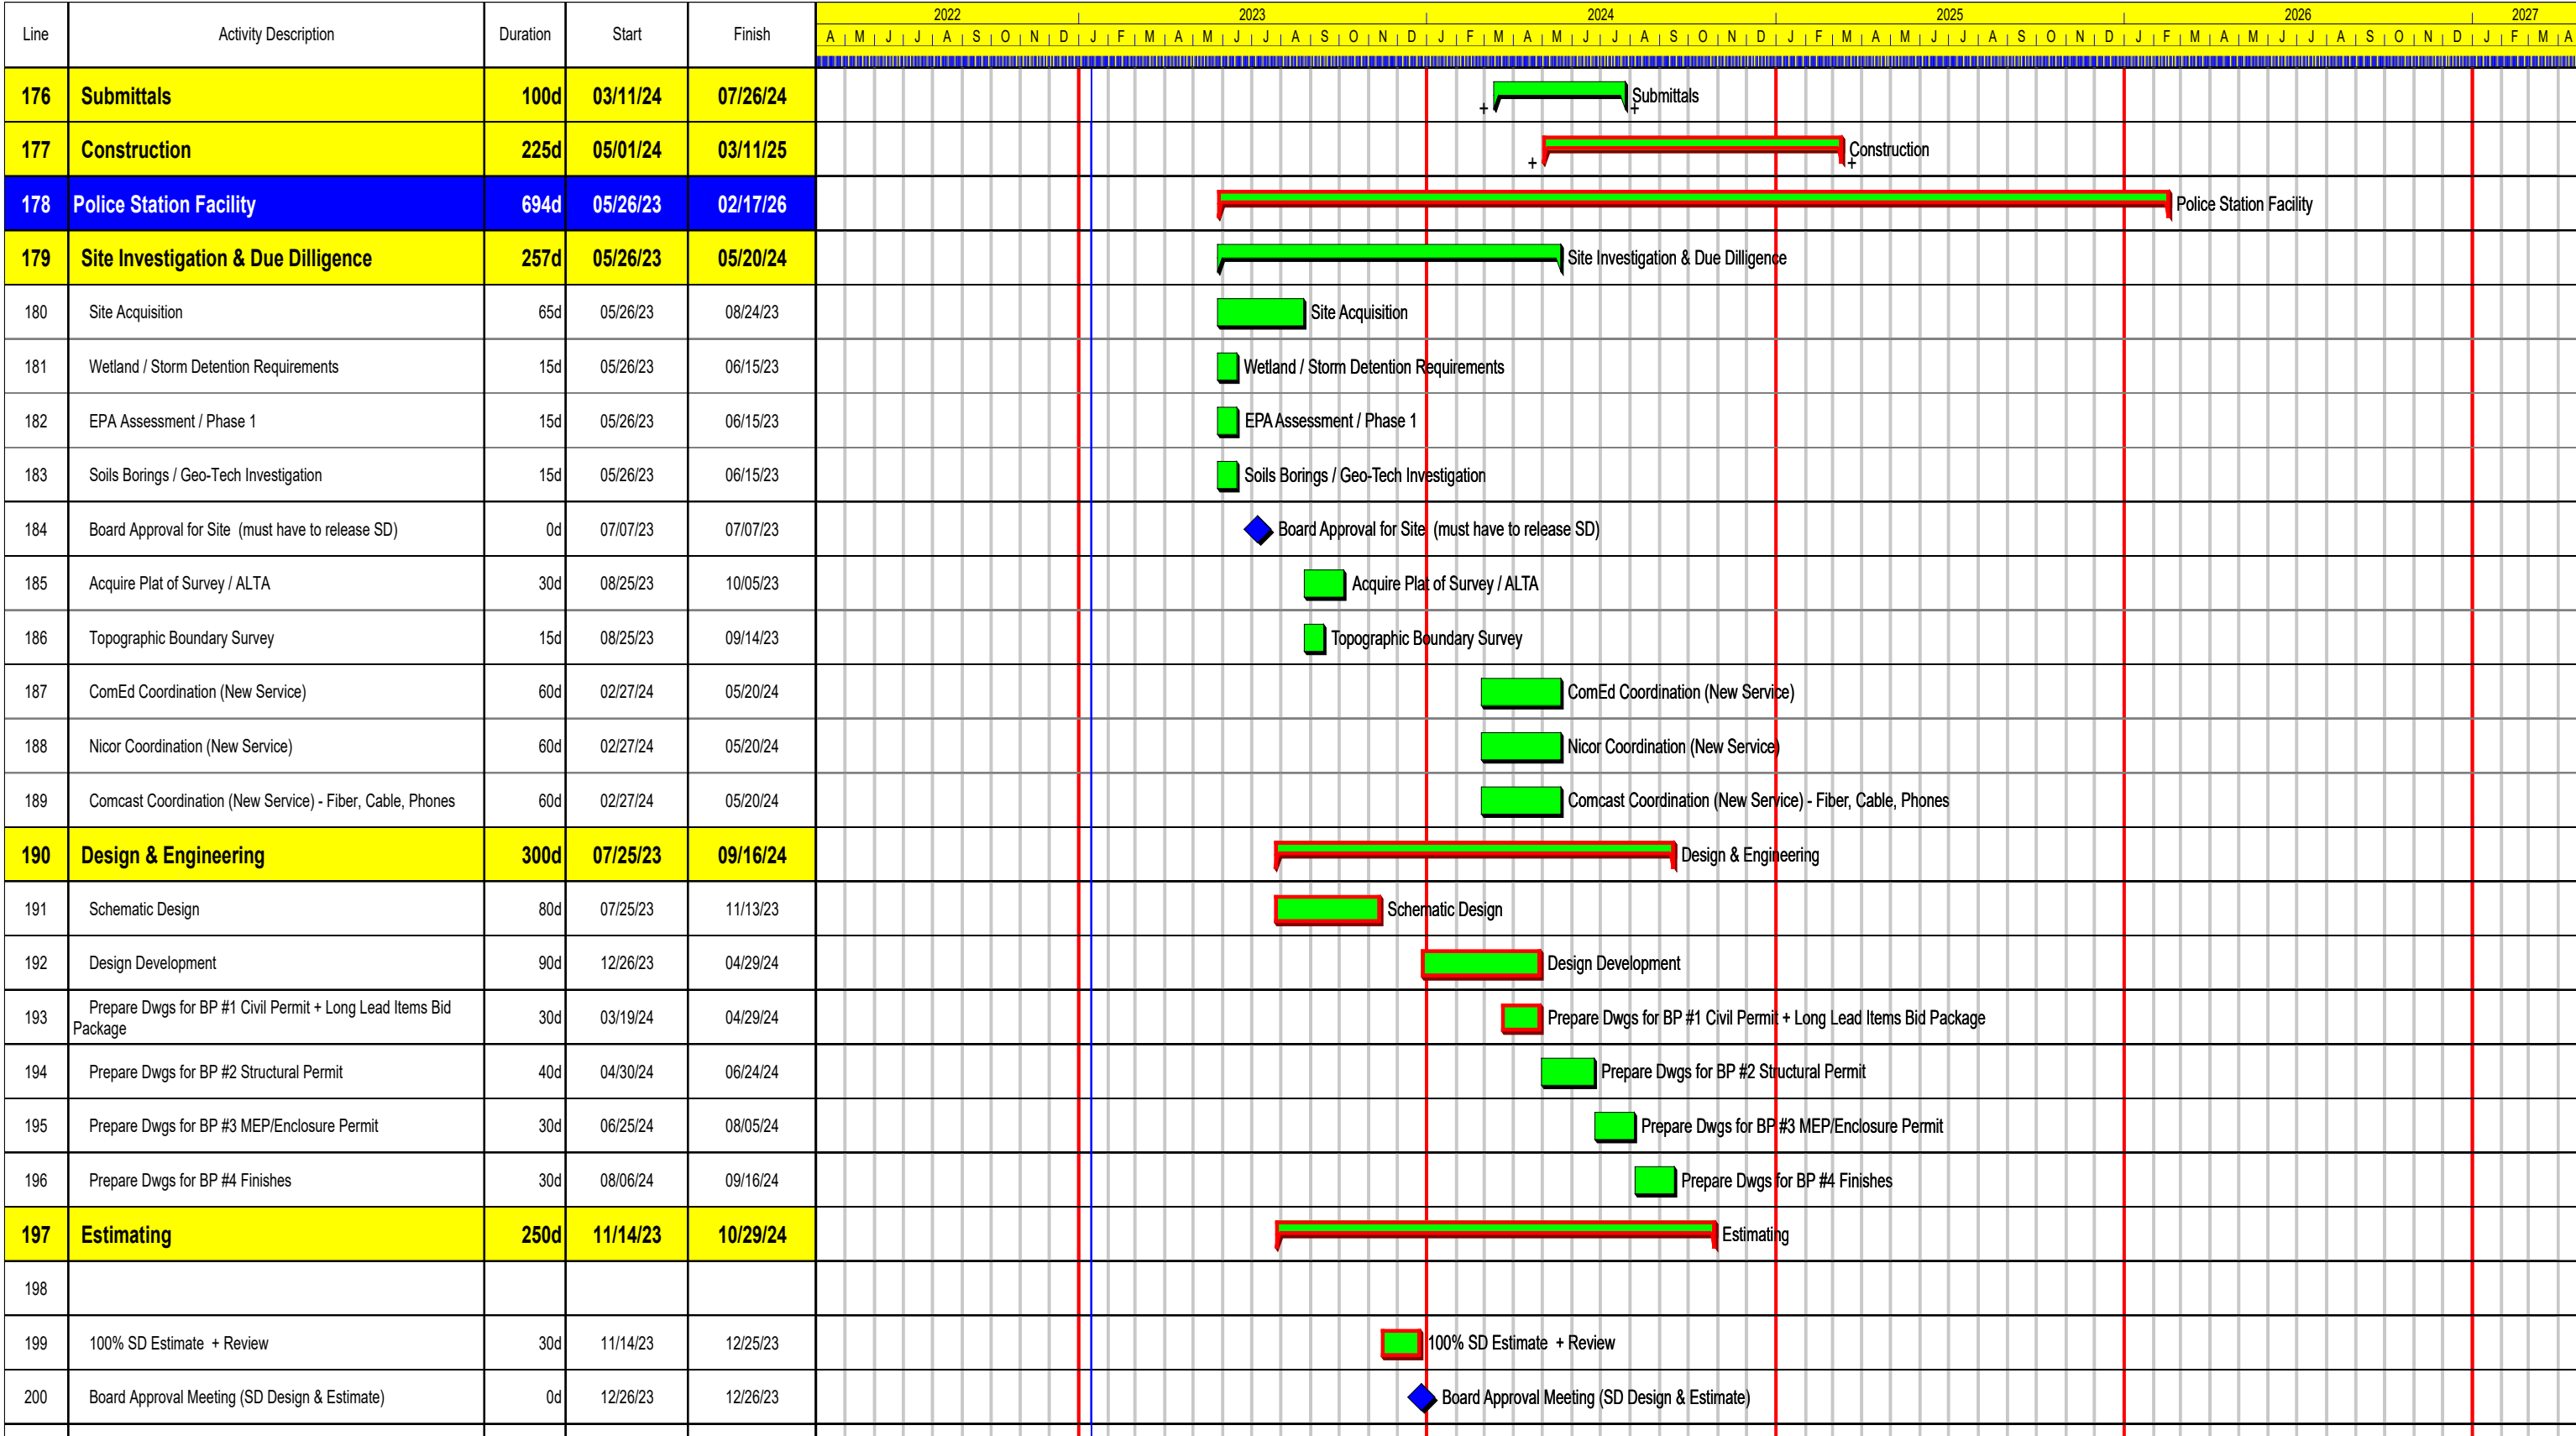 2022 2023 2024 2025 2026 2027
Line Activity Description Duration Start Finish A M J J A S O N D J F M A M J J A S O N D J F M A M J J A S O N D J F M A M J J A S O N D J F M A M J J A S O N D J F M A
176 Submittals 100d 03/11/24 07/26/24 + Submittals +
177 Construction 225d 05/01/24 03/11/25 + Construction +
178 Police Station Facility 694d 05/26/23 02/17/26 Police Station Facility
179 Site Investigation & Due Dilligence 257d 05/26/23 05/20/24 Site Investigation & Due Dilligence
180 Site Acquisition 65d 05/26/23 08/24/23 Site Acquisition
181 Wetland / Storm Detention Requirements 15d 05/26/23 06/15/23 Wetland / Storm Detention Requirements
182 EPA Assessment / Phase 1 15d 05/26/23 06/15/23 EPA Assessment / Phase 1
183 Soils Borings / Geo-Tech Investigation 15d 05/26/23 06/15/23 Soils Borings / Geo-Tech Investigation
184 Board Approval for Site (must have to release SD) 0d 07/07/23 07/07/23 Board Approval for Site (must have to release SD)
185 Acquire Plat of Survey / ALTA 30d 08/25/23 10/05/23 Acquire Plat of Survey / ALTA
186 Topographic Boundary Survey 15d 08/25/23 09/14/23 Topographic Boundary Survey
187 ComEd Coordination (New Service) 60d 02/27/24 05/20/24 ComEd Coordination (New Service)
188 Nicor Coordination (New Service) 60d 02/27/24 05/20/24 Nicor Coordination (New Service)
189 Comcast Coordination (New Service) - Fiber, Cable, Phones 60d 02/27/24 05/20/24 Comcast Coordination (New Service) - Fiber, Cable, Phones
190 Design & Engineering 300d 07/25/23 09/16/24 Design & Engineering
191 Schematic Design 80d 07/25/23 11/13/23 Schematic Design
192 Design Development 90d 12/26/23 04/29/24 Design Development
193 Prepare Dwgs for BP #1 Civil Permit + Long Lead Items Bid
Package 30d 03/19/24 04/29/24 Prepare Dwgs for BP #1 Civil Permit + Long Lead Items Bid Package
194 Prepare Dwgs for BP #2 Structural Permit 40d 04/30/24 06/24/24 Prepare Dwgs for BP #2 Structural Permit
195 Prepare Dwgs for BP #3 MEP/Enclosure Permit 30d 06/25/24 08/05/24 Prepare Dwgs for BP #3 MEP/Enclosure Permit
196 Prepare Dwgs for BP #4 Finishes 30d 08/06/24 09/16/24 Prepare Dwgs for BP #4 Finishes
197 Estimating 250d 11/14/23 10/29/24 Estimating
198
199 100% SD Estimate + Review 30d 11/14/23 12/25/23 100% SD Estimate + Review
200 Board Approval Meeting (SD Design & Estimate) 0d 12/26/23 12/26/23 Board Approval Meeting (SD Design & Estimate)